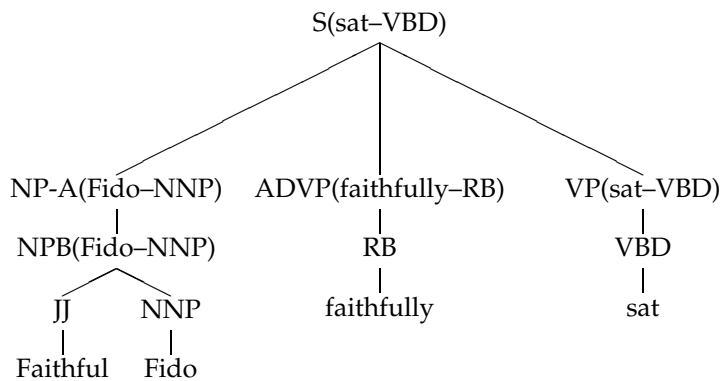 S(sat–VBD)
NP-A(Fido–NNP) ADVP(faithfully–RB) VP(sat–VBD)
NPB(Fido–NNP) RB VBD
JJ NNP faithfully sat
Faithful Fido